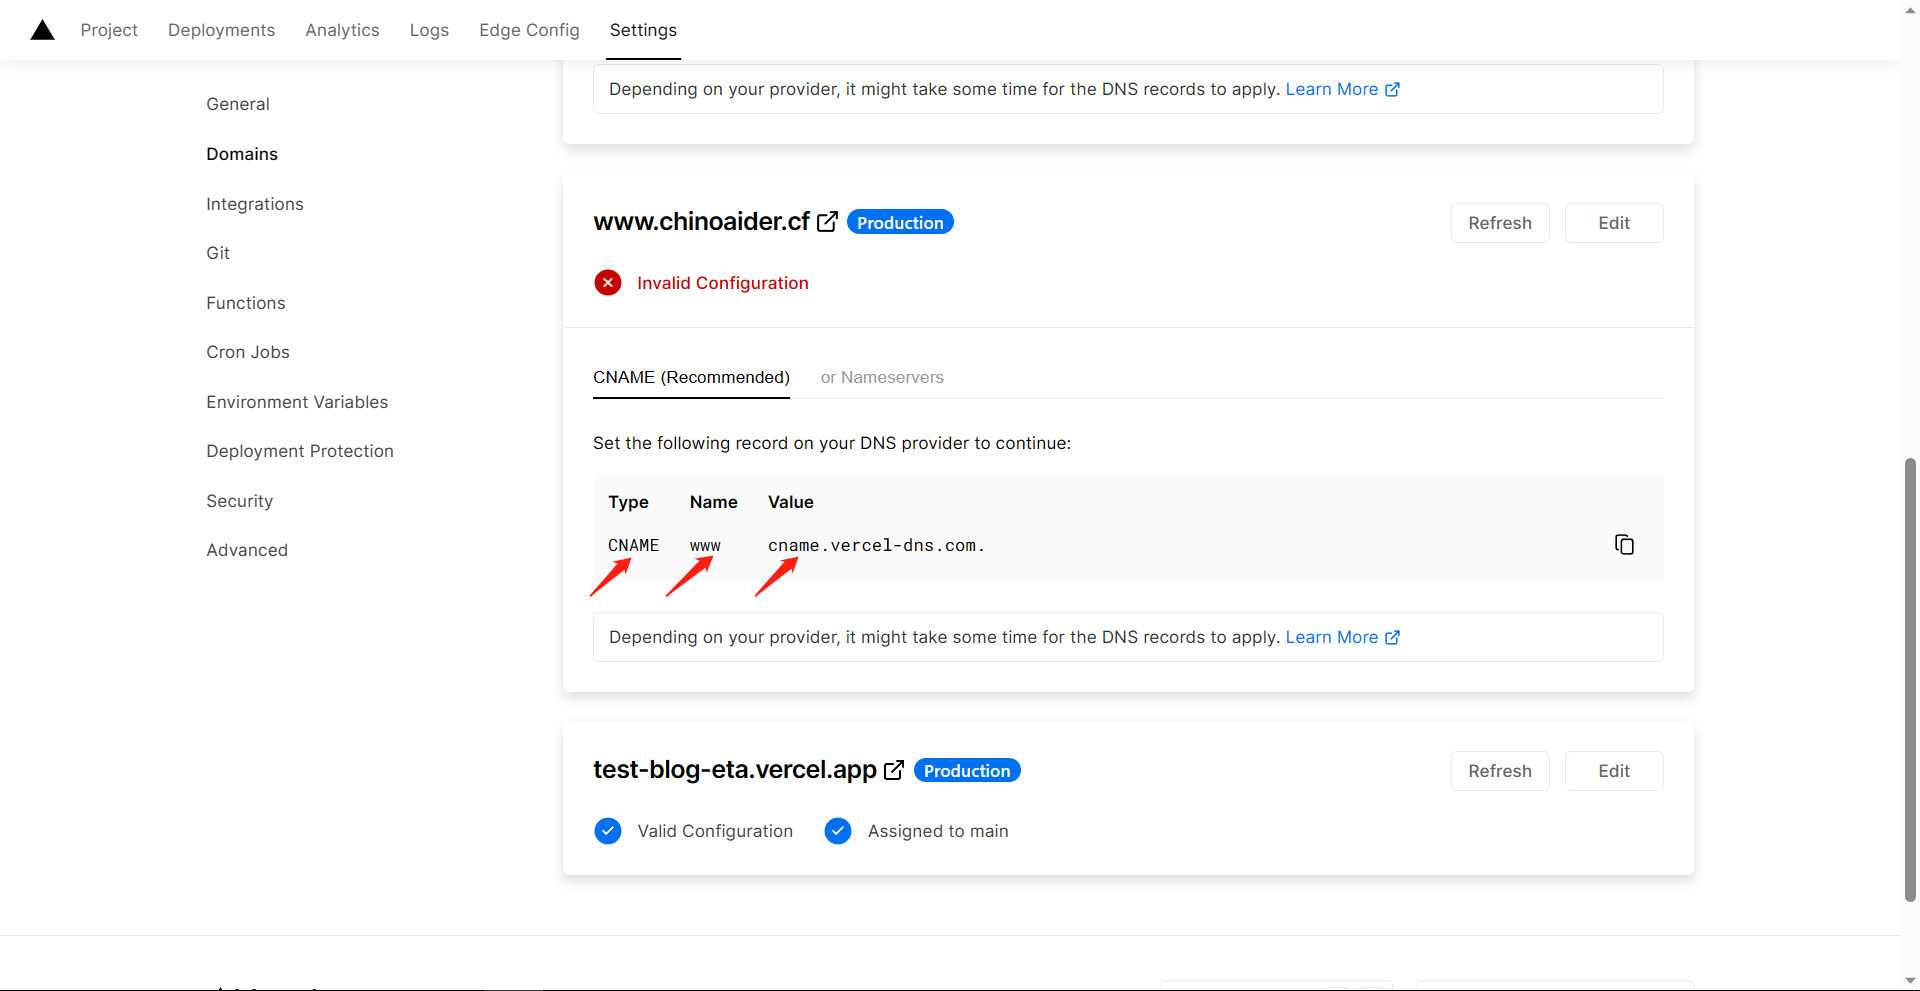 Project Deployments Analytics Logs Edge Config Settings
General
Domains
Integrations
Git
Functions
Cron Jobs
Environment Variables
Deployment Protection
Security
Advanced
Depending on your provider, it might take some time for the DNS records to apply. Learn More
www.chinoaider.cf Production Refresh Edit
Invalid Configuration
CNAME (Recommended) or Nameservers
Set the following record on your DNS provider to continue:
Type Name Value
CNAME www cname.vercel-dns.com.
Depending on your provider, it might take some time for the DNS records to apply. Learn More
test-blog-eta.vercel.app Production Refresh Edit
Valid Configuration Assigned to main